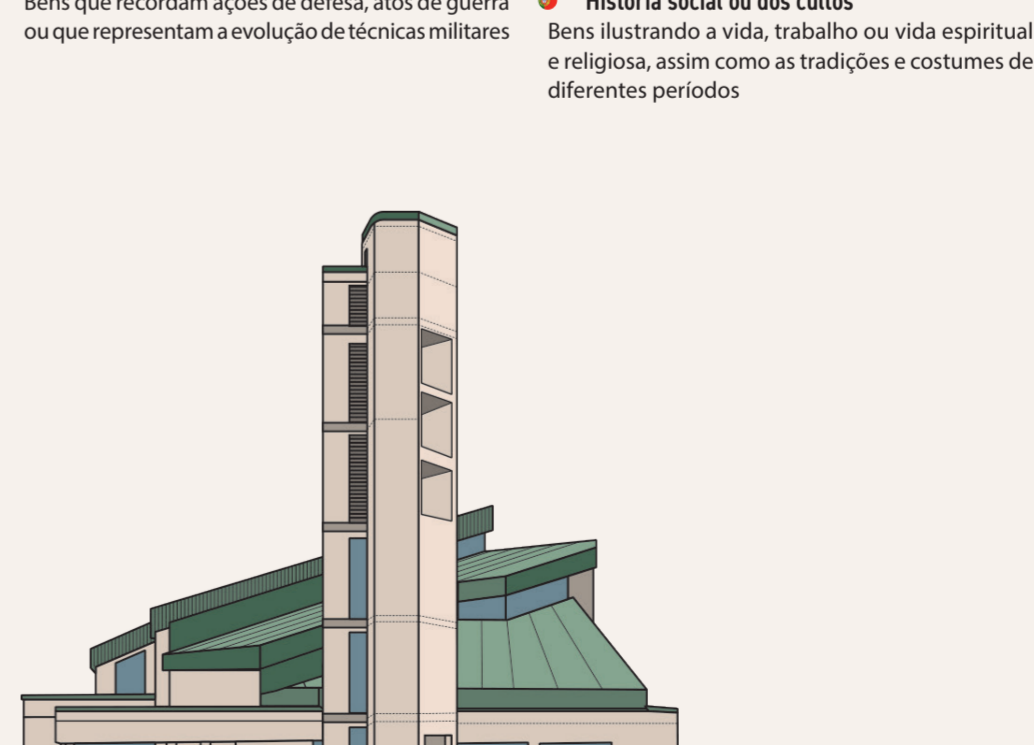 Bens que recordam ações de defesa, atos de guerra
ou que representam a evolução de técnicas militares
História social ou dos cultos
Bens ilustrando a vida, trabalho ou vida espiritual
e religiosa, assim como as tradições e costumes de
diferentes períodos